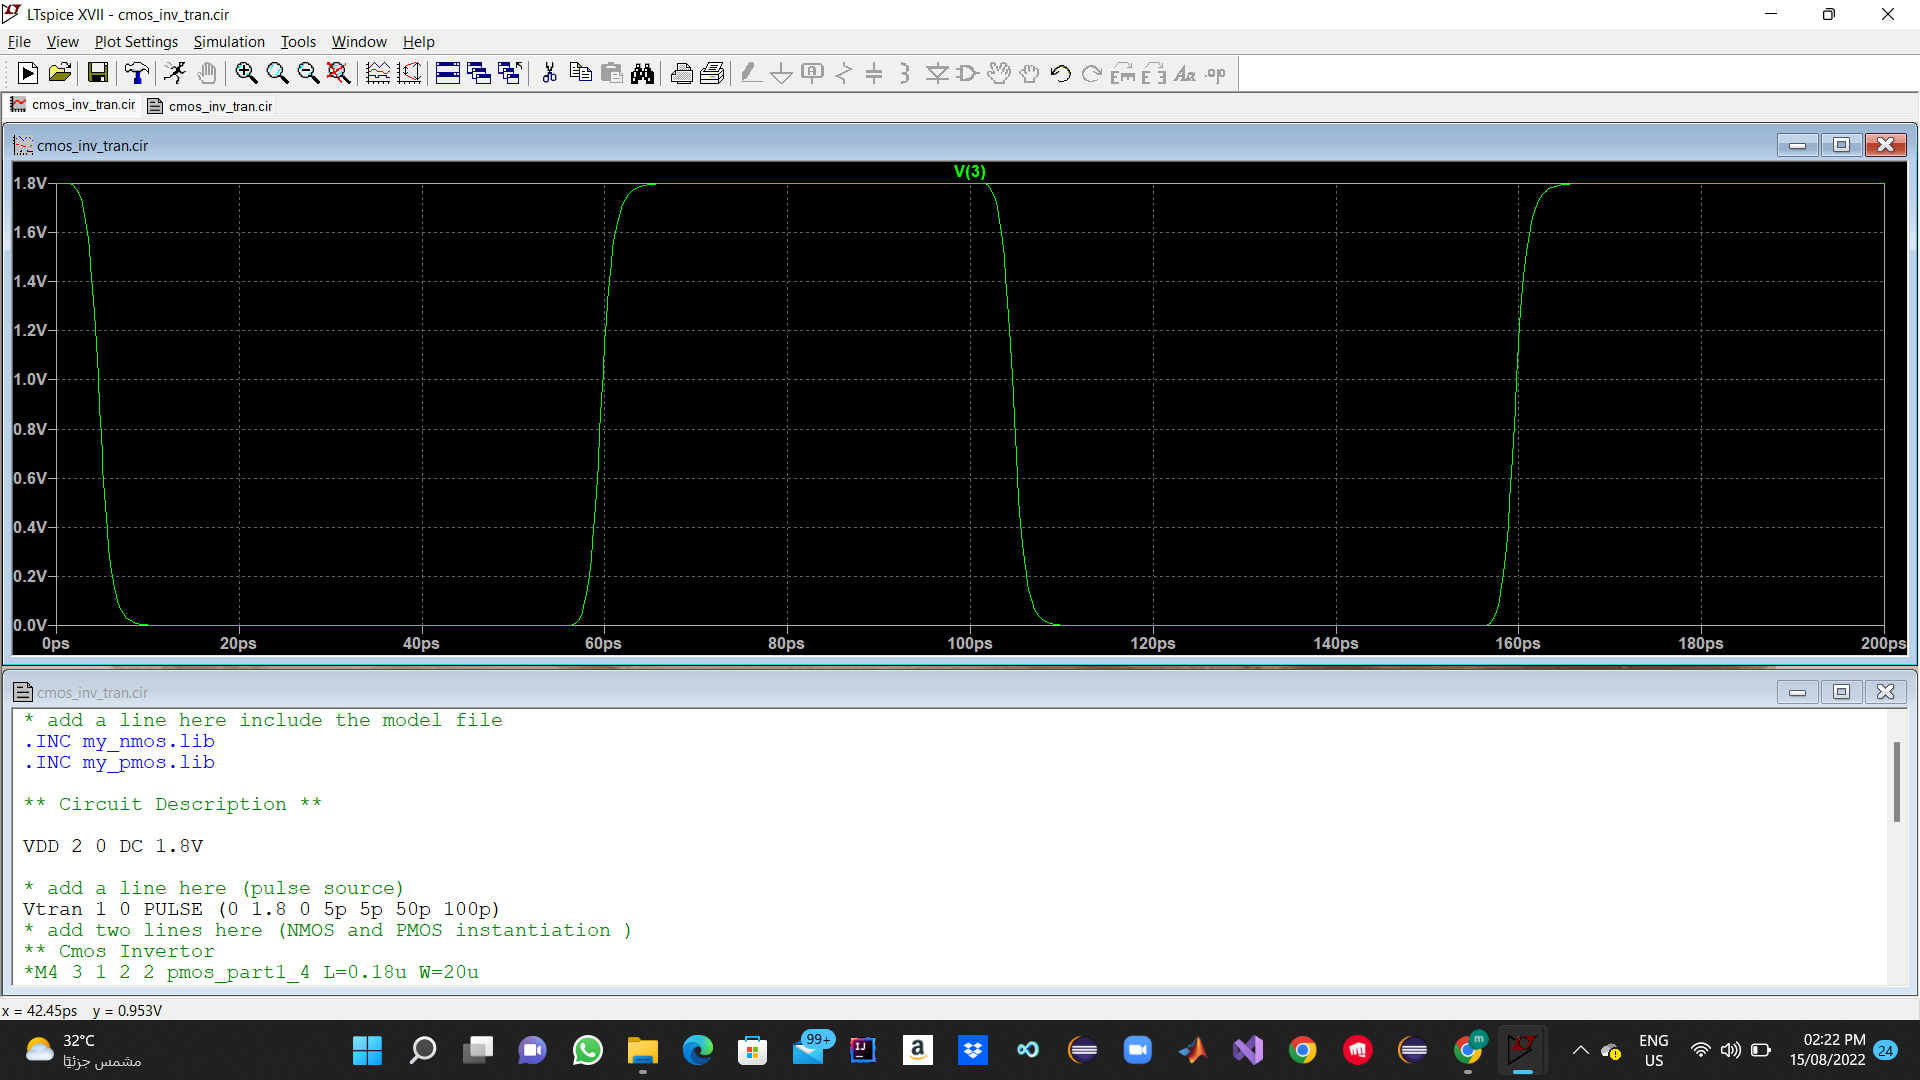 LTspice XVII - cmos_inv_tran.cir
File View Plot Settings Simulation Tools Window Help
cmos_inv_tran.cir cmos_inv_tran.cir
cmos_inv_tran.cir
V(3)
1.8V
1.6V
1.4V
1.2V
1.0V
0.8V
0.6V
0.4V
0.2V
0.0V
0ps 20ps 40ps 60ps 80ps 100ps 120ps 140ps 160ps 180ps 200ps
cmos_inv_tran.cir
* add a line here include the model file
.INC my_nmos.lib
.INC my_pmos.lib
** Circuit Description **
VDD 2 0 DC 1.8V
* add a line here (pulse source)
Vtran 1 0 PULSE (0 1.8 0 5p 5p 50p 100p)
* add two lines here (NMOS and PMOS instantiation )
** Cmos Invertor
*M4 3 1 2 2 pmos_part1_4 L=0.18u W=20u
x = 42.45ps y = 0.953V
32°C
مشمس جزئيًا
99+
IJ
a
m
ENG
US
02:22 PM
15/08/2022
24